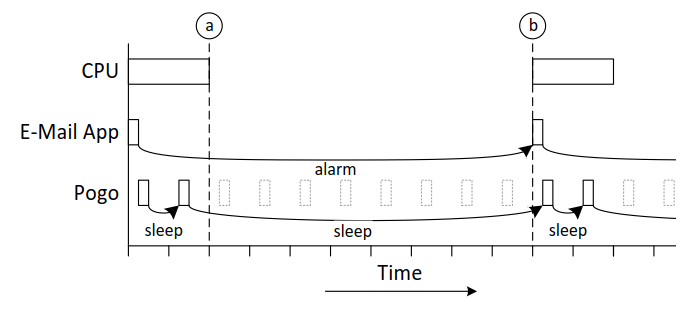 a
b
CPU
E-Mail App
alarm
Pogo
sleep
sleep
sleep
Time